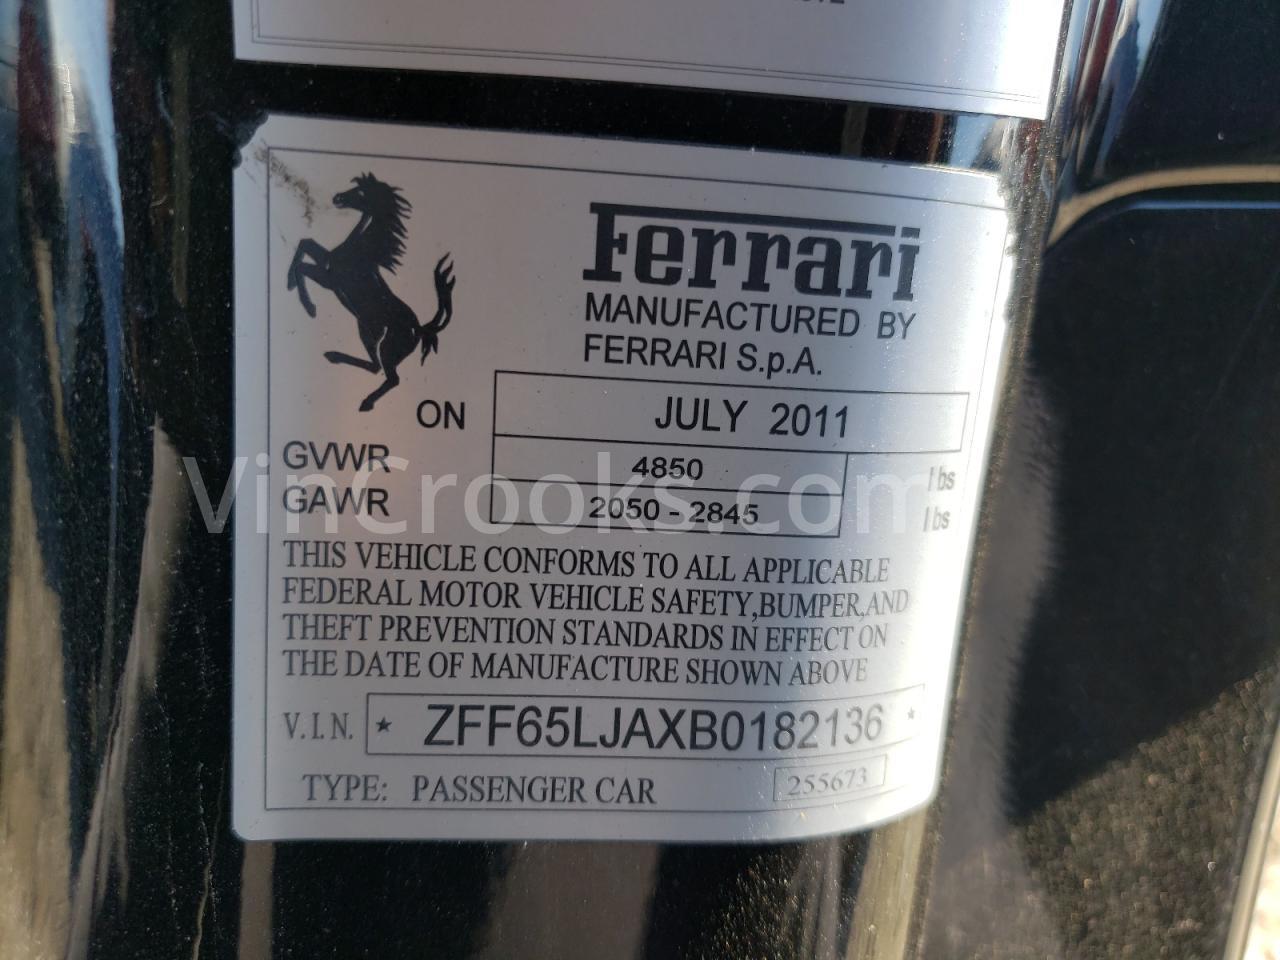 Ferrari
MANUFACTURED BY
FERRARI S.p.A.
ON JULY 2011
GVWR 4850 lbs
GAWR 2050 - 2845 lbs
VinCrooks.com
THIS VEHICLE CONFORMS TO ALL APPLICABLE
FEDERAL MOTOR VEHICLE SAFETY,BUMPER,AND
THEFT PREVENTION STANDARDS IN EFFECT ON
THE DATE OF MANUFACTURE SHOWN ABOVE
V.I.N. * ZFF65LJAXB0182136 *
TYPE: PASSENGER CAR 255673